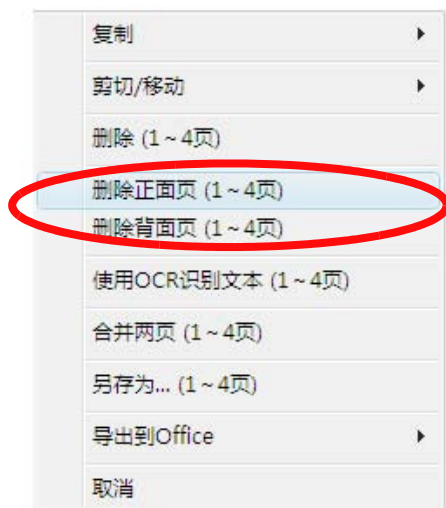 复制
剪切/移动
删除 (1~4页)
删除正面页 (1~4页)
删除背面页 (1~4页)
使用OCR识别文本 (1~4页)
合并两页 (1~4页)
另存为... (1~4页)
导出到Office
取消